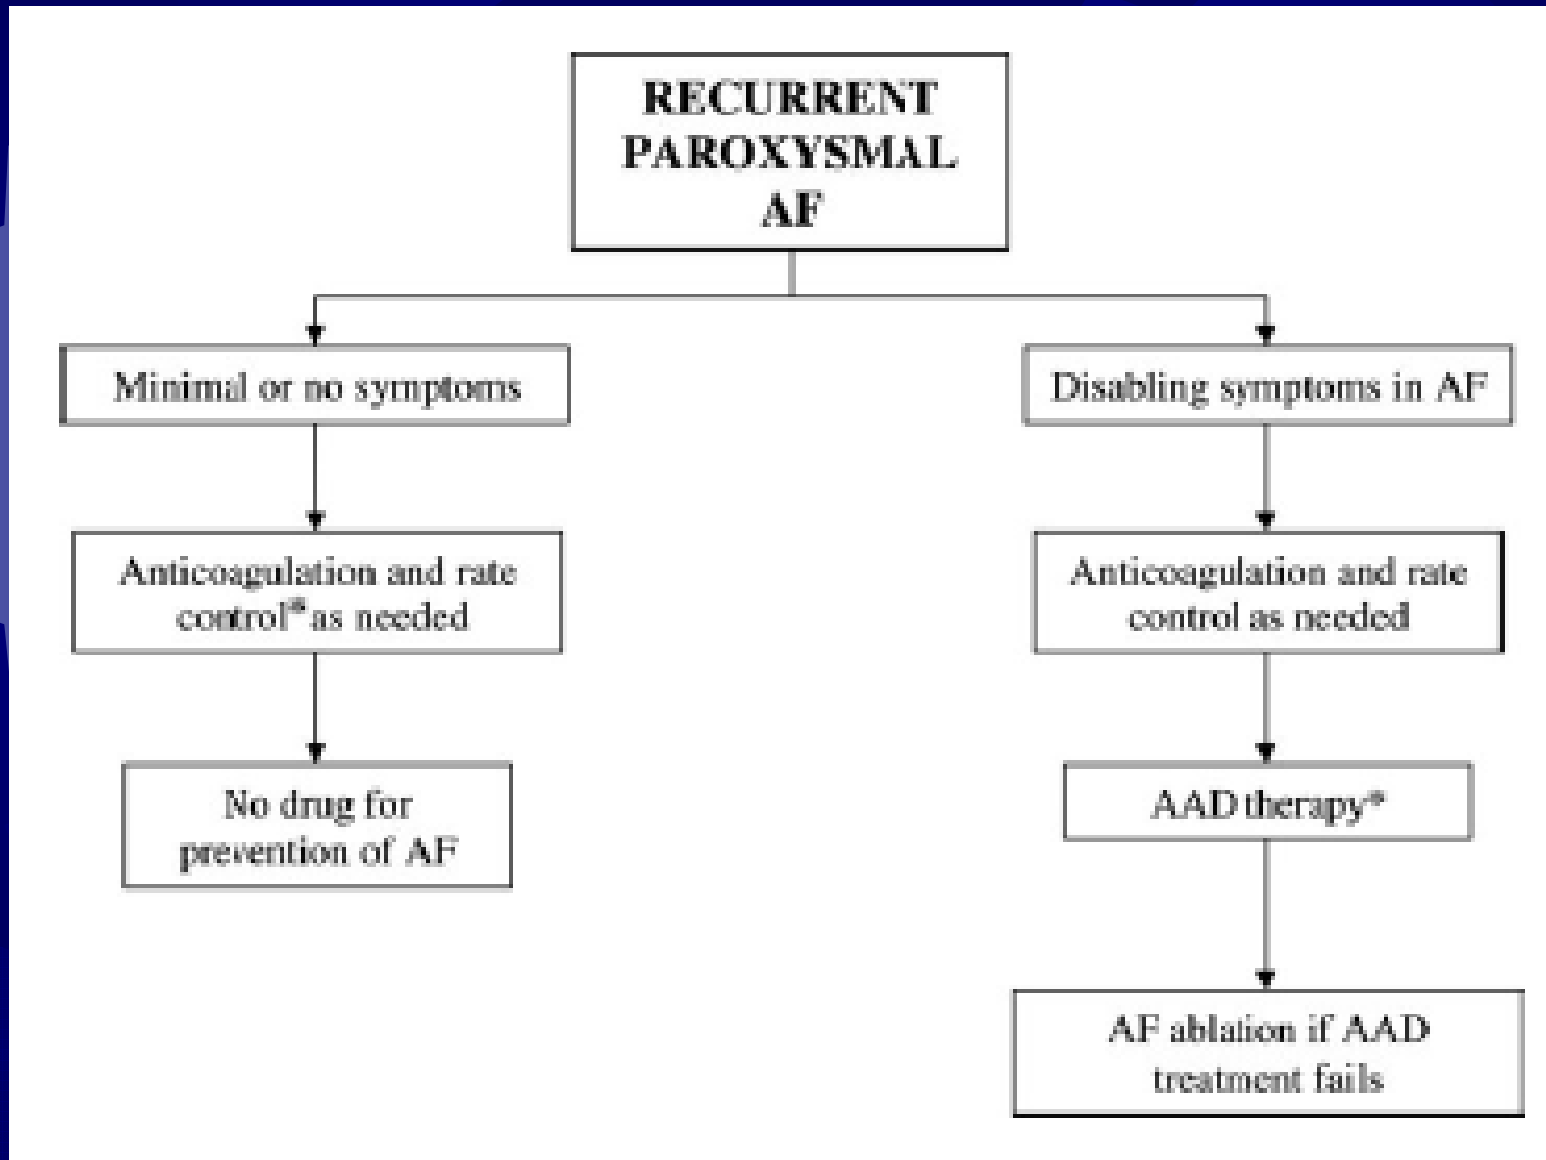 RECURRENT
PAROXYSMAL
AF
Minimal or no symptoms
Disabling symptoms in AF
Anticoagulation and rate
control* as needed
Anticoagulation and rate
control as needed
No drug for
prevention of AF
AAD therapy*
AF ablation if AAD
treatment fails